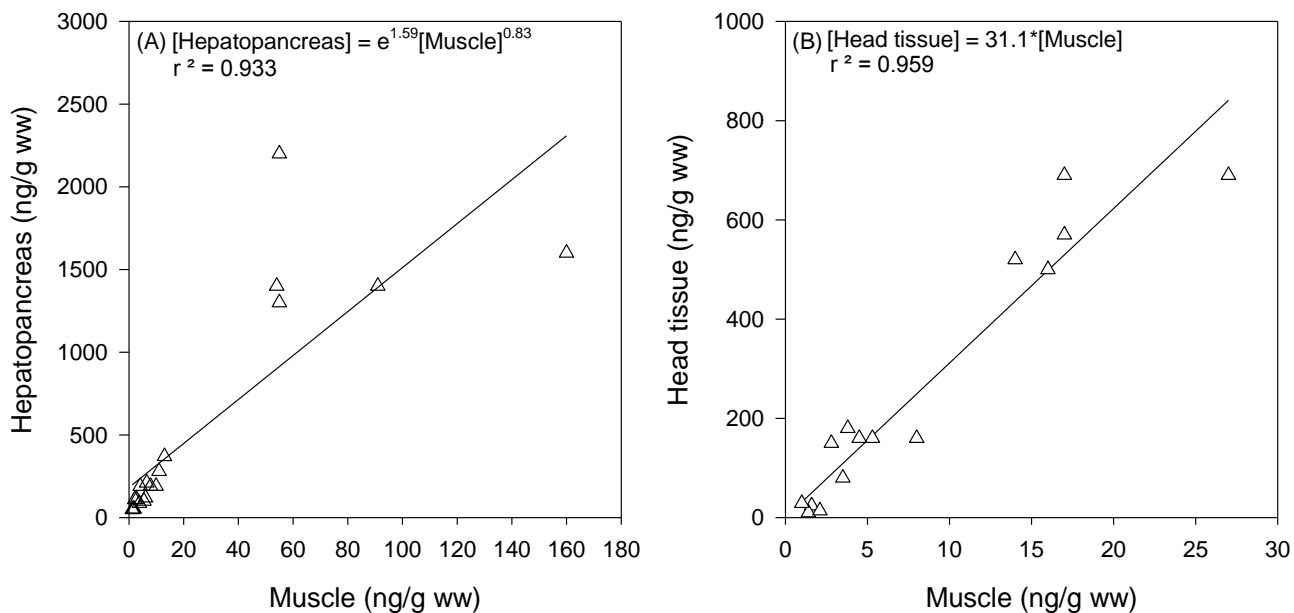 (A) [Hepatopancreas] = e^1.59[Muscle]^0.83
r ² = 0.933
3000
2500
2000
1500
1000
500
0
Hepatopancreas (ng/g ww)
0 20 40 60 80 100 120 140 160 180
Muscle (ng/g ww)
(B) [Head tissue] = 31.1*[Muscle]
r ² = 0.959
1000
800
600
400
200
0
Head tissue (ng/g ww)
0 5 10 15 20 25 30
Muscle (ng/g ww)